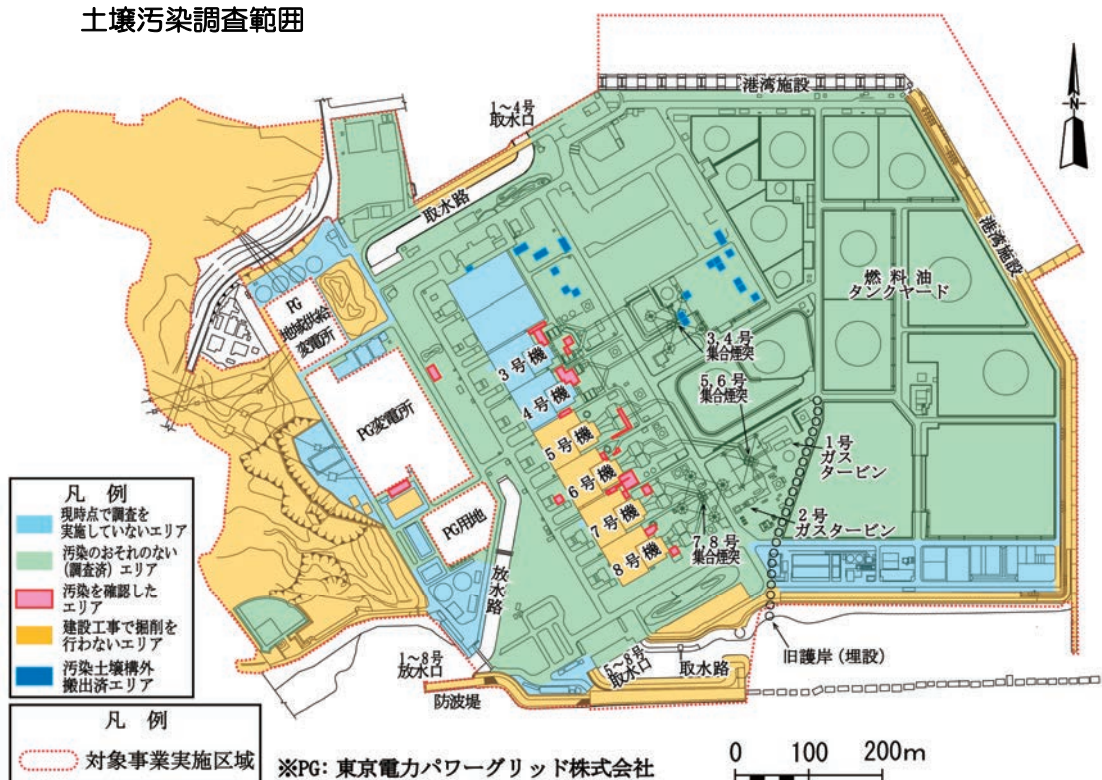 土壌汚染調査範囲
港湾施設
N
1～4号
取水口
取水路
港湾施設
燃料油
タンクヤード
PG
地域供給
変電所
3,4号
集合煙突
3号機
4号機
5,6号
集合煙突
PG変電所
5号機
6号機
7号機
8号機
1号
ガス
タービン
2号
ガスタービン
7,8号
集合煙突
PG用地
放水路
1～8号
放水口
5～8号
取水口
取水路
旧護岸(埋設)
防波堤
凡 例
現時点で調査を
実施していないエリア
汚染のおそれのない
(調査済)エリア
汚染を確認した
エリア
建設工事で掘削を
行わないエリア
汚染土壌構外
搬出済エリア
凡 例
対象事業実施区域
※PG: 東京電力パワーグリッド株式会社
0 100 200m